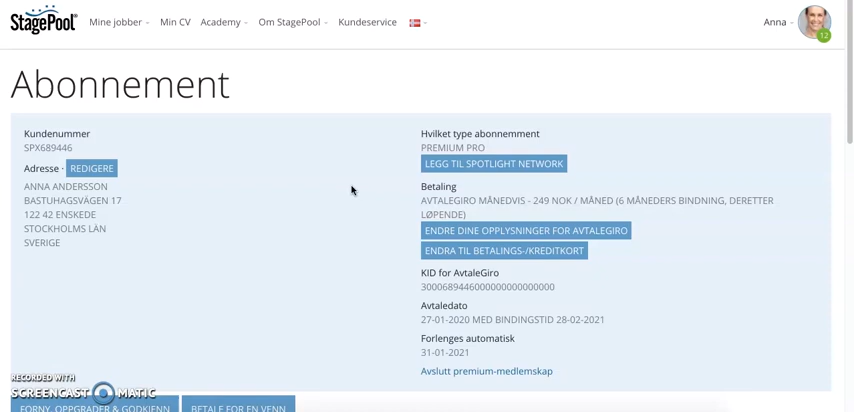 StagePool
Mine jobber
Min CV
Academy
Om StagePool
Kundeservice
Anna
12
Abonnement
Kundenummer
SPX689446
Adresse · REDIGERE
ANNA ANDERSSON
BASTUHAGSVÄGEN 17
122 42 ENSKEDE
STOCKHOLMS LÄN
SVERIGE
Hvilket type abonnemment
PREMIUM PRO
LEGG TIL SPOTLIGHT NETWORK
Betaling
AVTALEGIRO MÅNEDVIS - 249 NOK / MÅNED (6 MÅNEDERS BINDNING, DERETTER
LØPENDE)
ENDRE DINE OPPLYSNINGER FOR AVTALEGIRO
ENDRA TIL BETALINGS-/KREDITKORT
KID for AvtaleGiro
Avtaledato
27-01-2020 MED BINDINGSTID 28-02-2021
Forlenges automatisk
31-01-2021
Avslutt premium-medlemskap
RECORDED WITH
SCREENCAST MATIC
FORNY, OPPGRADER & GODKJENN
BETALE FOR EN VENN